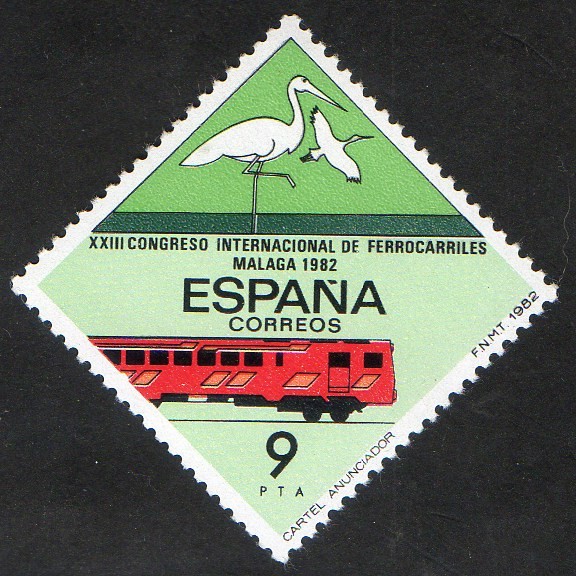 XXIII CONGRESO INTERNACIONAL DE FERROCARRILES
MALAGA 1982
ESPAÑA
CORREOS
9
PTA
CARTEL ANUNCIADOR
F.N.M.T. 1982